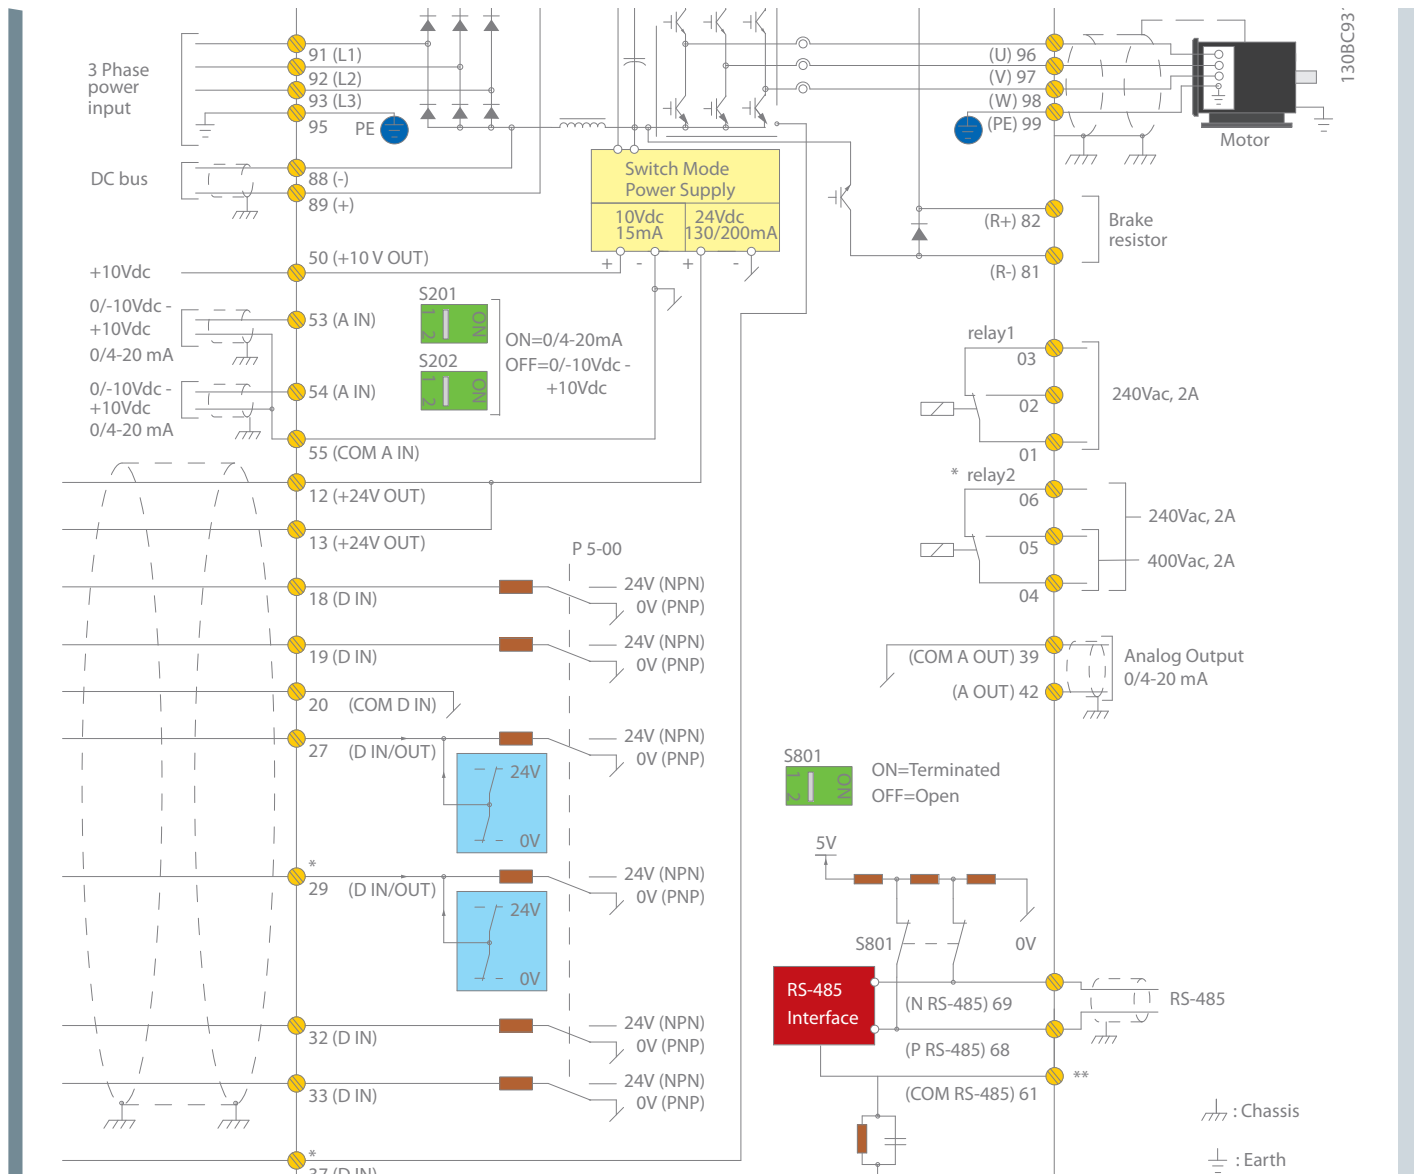 3 Phase
power
input
91 (L1)
92 (L2)
93 (L3)
95
PE
DC bus
88 (-)
89 (+)
+10Vdc
50 (+10 V OUT)
0/-10Vdc -
+10Vdc
0/4-20 mA
53 (A IN)
0/-10Vdc -
+10Vdc
0/4-20 mA
54 (A IN)
55 (COM A IN)
12 (+24V OUT)
13 (+24V OUT)
18 (D IN)
19 (D IN)
20 (COM D IN)
27 (D IN/OUT)
24V
0V
*
29 (D IN/OUT)
24V
0V
32 (D IN)
33 (D IN)
*
37 (D IN)
S201
1 2 ON
S202
1 2 ON
ON=0/4-20mA
OFF=0/-10Vdc -
+10Vdc
P 5-00
24V (NPN)
0V (PNP)
24V (NPN)
0V (PNP)
24V (NPN)
0V (PNP)
24V (NPN)
0V (PNP)
24V (NPN)
0V (PNP)
24V (NPN)
0V (PNP)
Switch Mode
Power Supply
10Vdc
15mA
24Vdc
130/200mA
+ - + -
(U) 96
(V) 97
(W) 98
(PE) 99
Motor
130BC93
(R+) 82
(R-) 81
Brake
resistor
relay1
03
02
01
240Vac, 2A
* relay2
06
05
04
240Vac, 2A
400Vac, 2A
(COM A OUT) 39
(A OUT) 42
Analog Output
0/4-20 mA
S801
1 2 ON
ON=Terminated
OFF=Open
5V
S801
0V
RS-485
Interface
(N RS-485) 69
(P RS-485) 68
(COM RS-485) 61
**
RS-485
: Chassis
: Earth